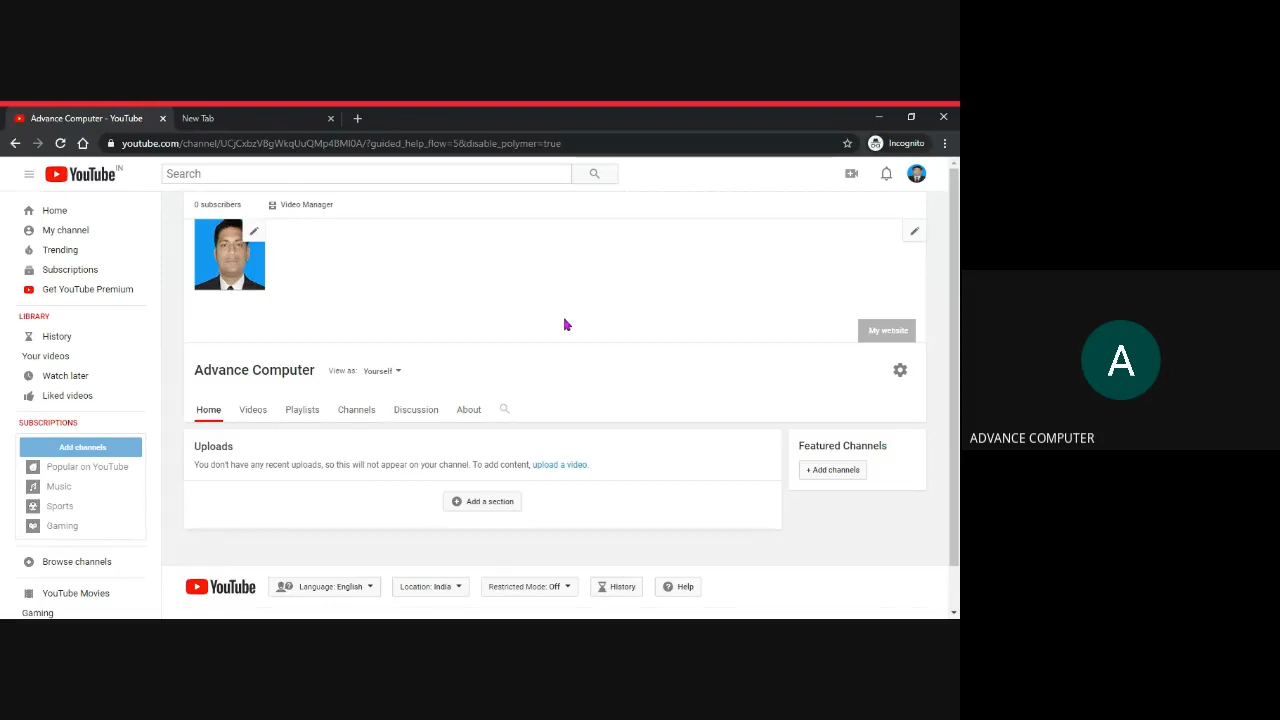 Advance Computer - YouTube
New Tab
youtube.com/channel/UCjCxbzVBgWkqUuQMp4BMI0A/?guided_help_flow=5&disable_polymer=true
Incognito
YouTube IN
Search
Home
My channel
Trending
Subscriptions
Get YouTube Premium
LIBRARY
History
Your videos
Watch later
Liked videos
SUBSCRIPTIONS
Add channels
Popular on YouTube
Music
Sports
Gaming
Browse channels
YouTube Movies
Gaming
0 subscribers Video Manager
My website
Advance Computer View as: Yourself
Home Videos Playlists Channels Discussion About
Uploads
You don't have any recent uploads, so this will not appear on your channel. To add content, upload a video.
Add a section
Featured Channels
+ Add channels
YouTube Language: English Location: India Restricted Mode: Off History Help
A
ADVANCE COMPUTER